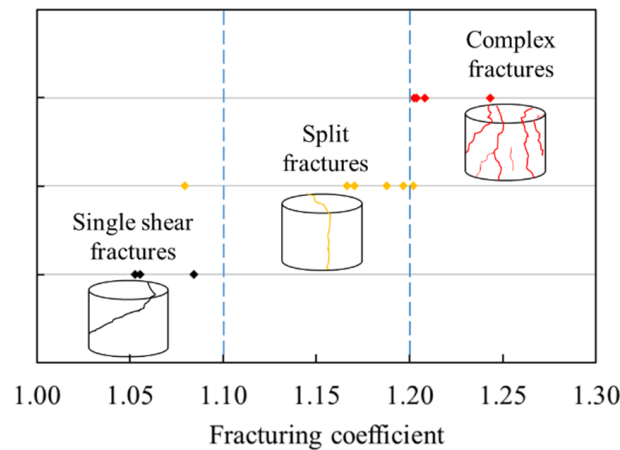 Complex
fractures
Split
fractures
Single shear
fractures
1.00 1.05 1.10 1.15 1.20 1.25 1.30
Fracturing coefficient